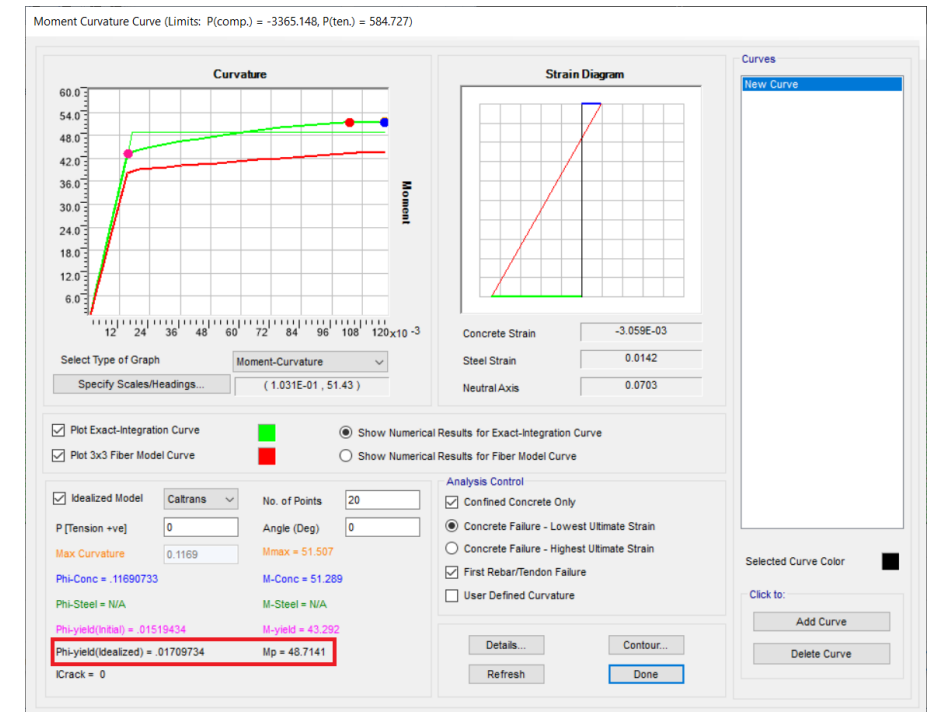 Moment Curvature Curve (Limits: P(comp.) = -3365.148, P(ten.) = 584.727)
Curvature
60.0
54.0
48.0
42.0
36.0
30.0
24.0
18.0
12.0
6.0
Moment
12 24 36 48 60 72 84 96 108 120 x10 -3
Select Type of Graph Moment-Curvature
Specify Scales/Headings... ( 1.031E-01 , 51.43 )
Strain Diagram
Concrete Strain -3.059E-03
Steel Strain 0.0142
Neutral Axis 0.0703
Curves
New Curve
Plot Exact-Integration Curve
Show Numerical Results for Exact-Integration Curve
Plot 3x3 Fiber Model Curve
Show Numerical Results for Fiber Model Curve
Idealized Model Caltrans No. of Points 20
P [Tension +ve] 0 Angle (Deg) 0
Max Curvature 0.1169 Mmax = 51.507
Phi-Conc = .11690733 M-Conc = 51.289
Phi-Steel = N/A M-Steel = N/A
Phi-yield(Initial) = .01519434 M-yield = 43.292
Phi-yield(Idealized) = .01709734 Mp = 48.7141
ICrack = 0
Analysis Control
Confined Concrete Only
Concrete Failure - Lowest Ultimate Strain
Concrete Failure - Highest Ultimate Strain
First Rebar/Tendon Failure
User Defined Curvature
Details... Contour...
Refresh Done
Selected Curve Color
Click to:
Add Curve
Delete Curve